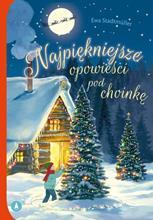 Ewa Stadtmüller
Najpiękniejsze
opowieści
pod
choinkę